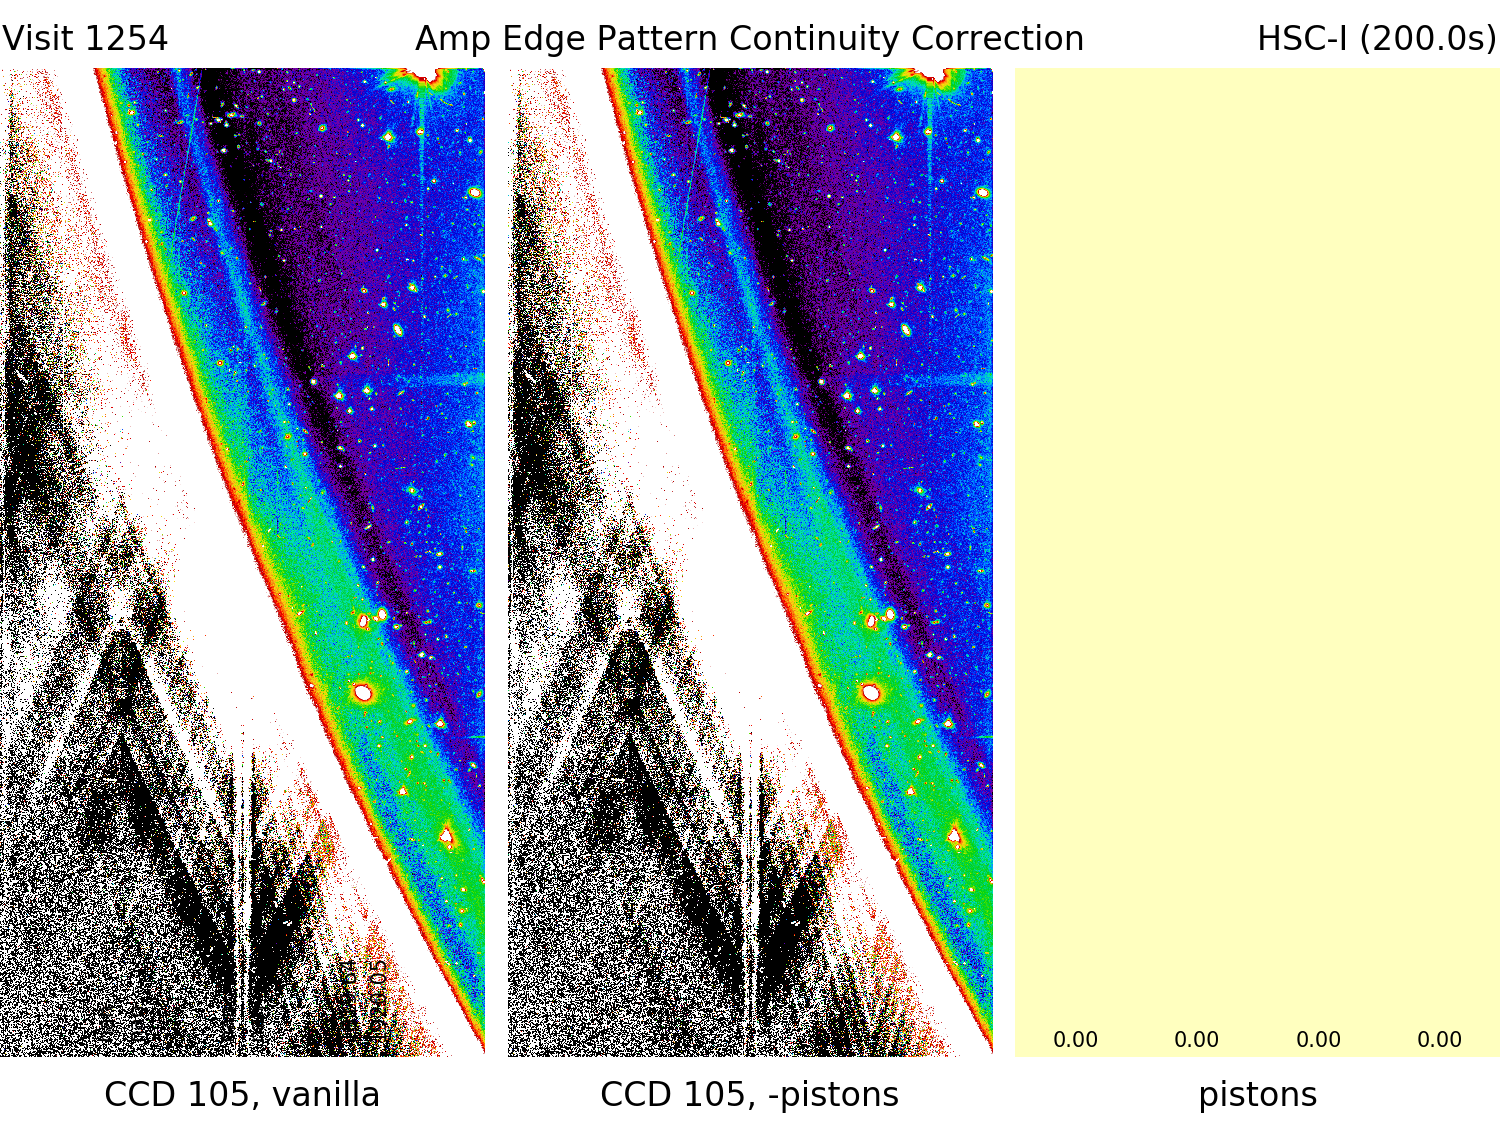 Visit 1254
Amp Edge Pattern Continuity Correction
HSC-I (200.0s)
0.00 0.00 0.00 0.00
CCD 105, vanilla
CCD 105, -pistons
pistons